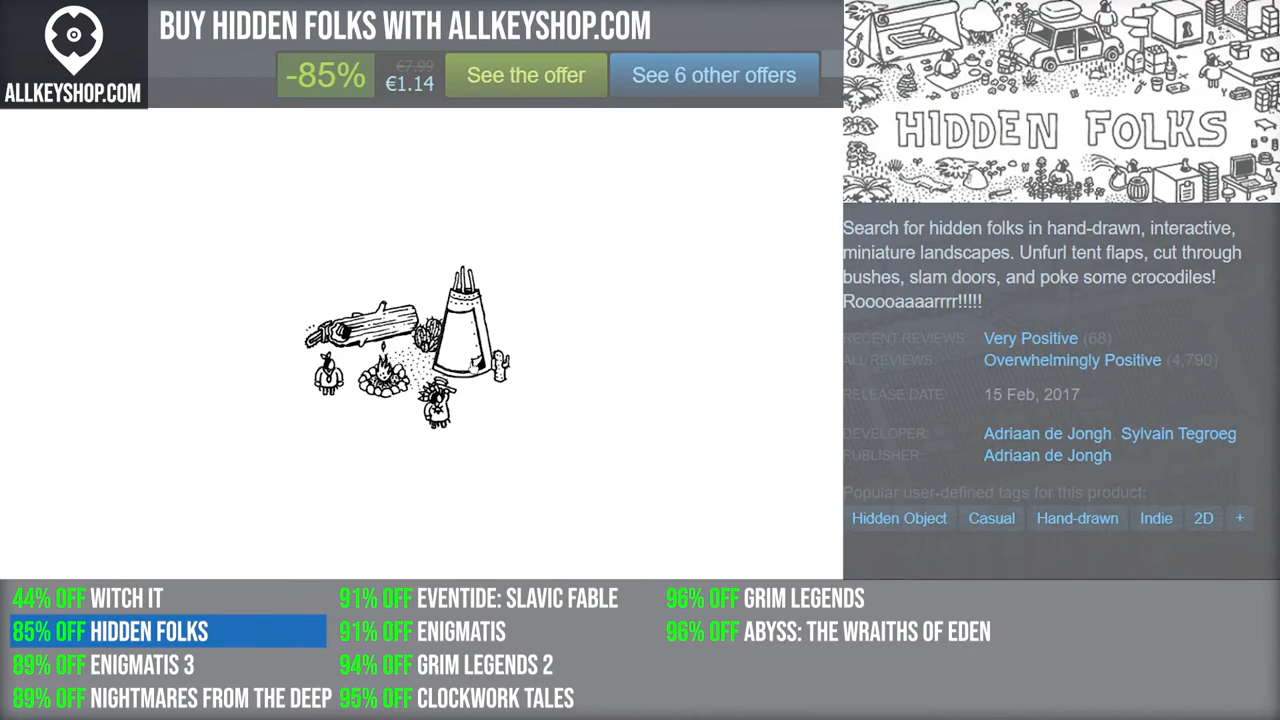 ALLKEYSHOP.COM
BUY HIDDEN FOLKS WITH ALLKEYSHOP.COM
-85%
€7.99
€1.14
See the offer
See 6 other offers
HIDDEN FOLKS
Search for hidden folks in hand-drawn, interactive,
miniature landscapes. Unfurl tent flaps, cut through
bushes, slam doors, and poke some crocodiles!
Rooooaaaarrrr!!!!!
RECENT REVIEWS: Very Positive (68)
ALL REVIEWS: Overwhelmingly Positive (4,790)
RELEASE DATE: 15 Feb, 2017
DEVELOPER: Adriaan de Jongh, Sylvain Tegroeg
PUBLISHER: Adriaan de Jongh
Popular user-defined tags for this product:
Hidden Object Casual Hand-drawn Indie 2D +
44% OFF WITCH IT
85% OFF HIDDEN FOLKS
89% OFF ENIGMATIS 3
89% OFF NIGHTMARES FROM THE DEEP
91% OFF EVENTIDE: SLAVIC FABLE
91% OFF ENIGMATIS
94% OFF GRIM LEGENDS 2
95% OFF CLOCKWORK TALES
96% OFF GRIM LEGENDS
96% OFF ABYSS: THE WRAITHS OF EDEN